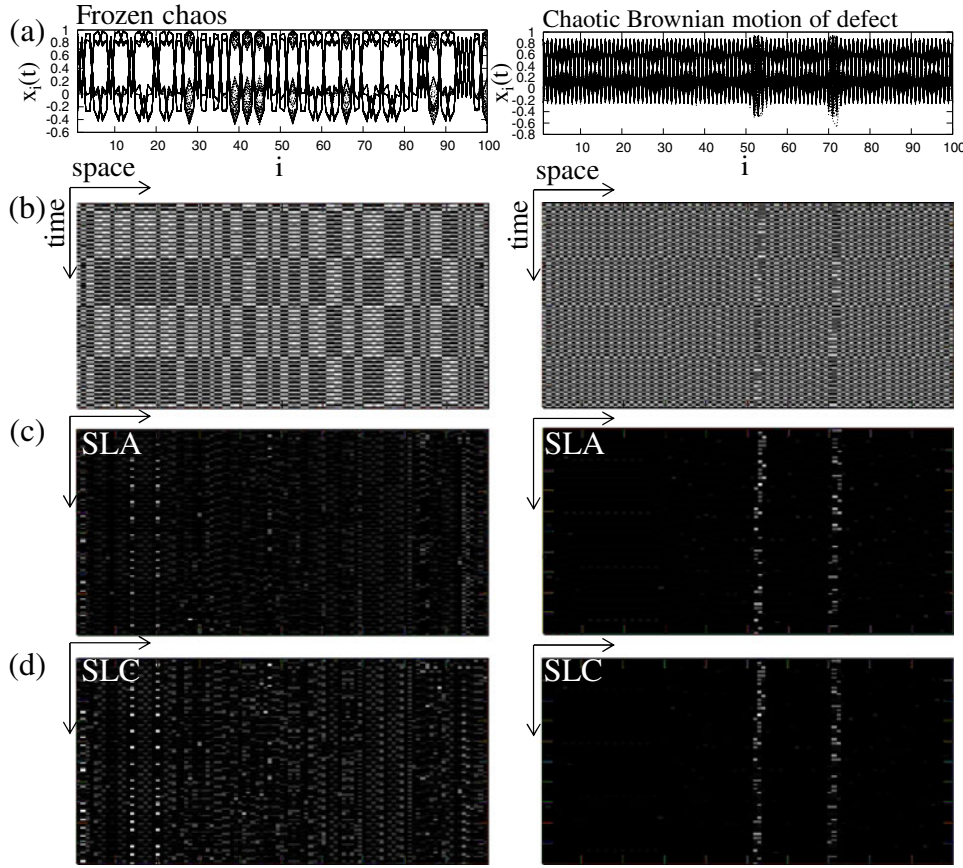 Frozen chaos
Chaotic Brownian motion of defect
(a)
x_i(t)
1
0.8
0.6
0.4
0.2
0
-0.2
-0.4
-0.6
10 20 30 40 50 60 70 80 90 100
i
x_i(t)
1
0.8
0.6
0.4
0.2
0
-0.2
-0.4
-0.6
-0.8
10 20 30 40 50 60 70 80 90 100
i
space
space
(b)
time
time
(c)
SLA
SLA
(d)
SLC
SLC